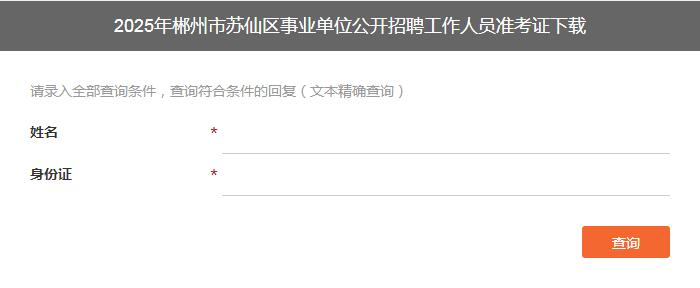 2025年郴州市苏仙区事业单位公开招聘工作人员准考证下载
请录入全部查询条件，查询符合条件的回复（文本精确查询）
姓名 *
身份证 *
查询